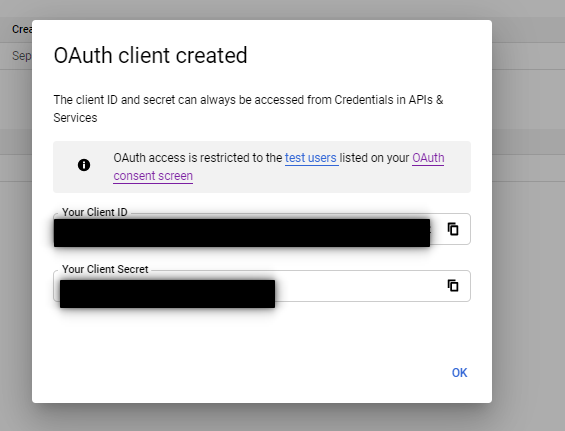 Crea
Sep
OAuth client created
The client ID and secret can always be accessed from Credentials in APIs &
Services
OAuth access is restricted to the test users listed on your OAuth
consent screen
Your Client ID
Your Client Secret
OK